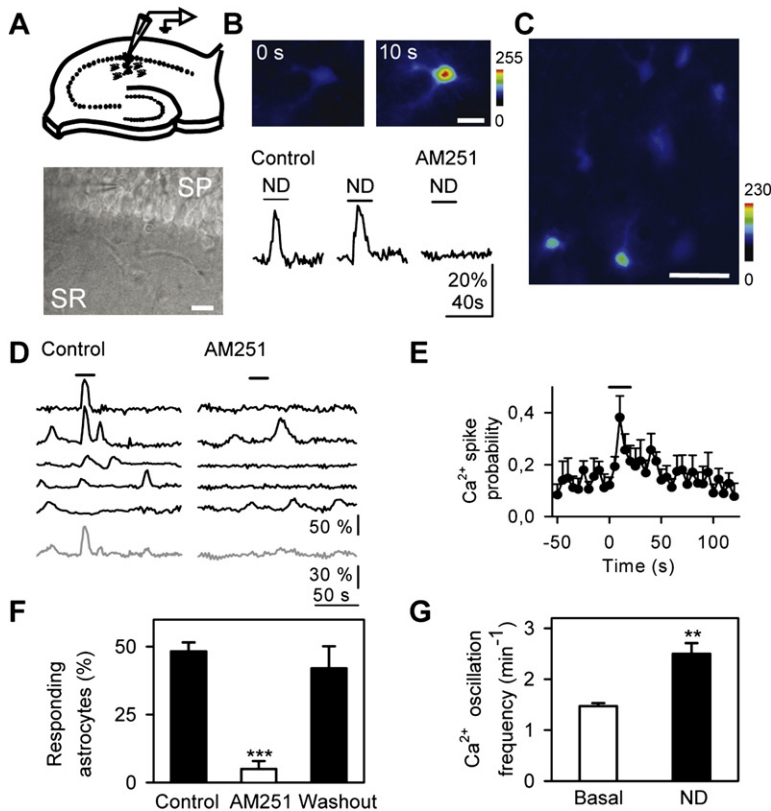 A
SP
SR
B
0 s
10 s
255
0
Control
AM251
ND
ND
ND
20%
40s
C
230
0
D
Control
AM251
50 %
30 %
50 s
E
Ca2+ spike
probability
0,4
0,2
0,0
-50
0
50
100
Time (s)
F
Responding
astrocytes (%)
50
25
0
***
Control
AM251
Washout
G
Ca2+ oscillation
frequency (min-1)
3
2
1
0
**
Basal
ND